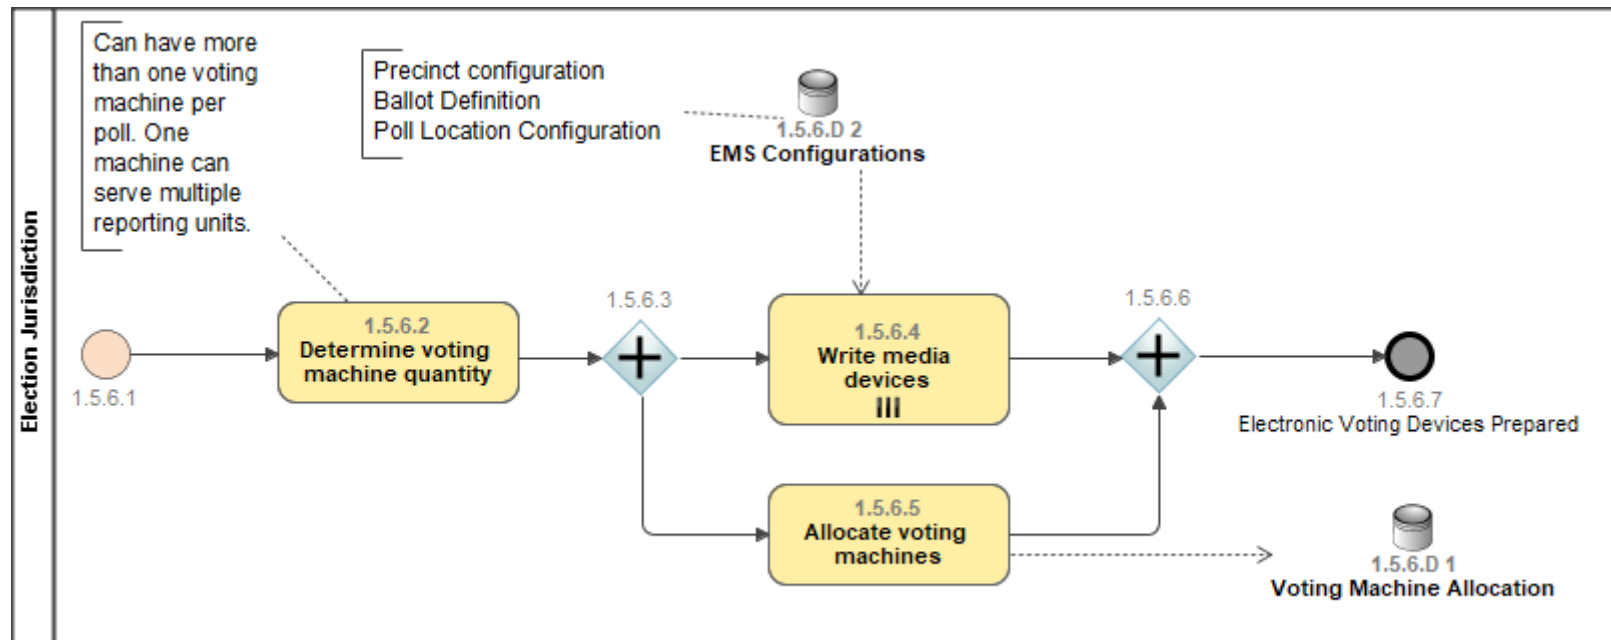 Election Jurisdiction
Can have more
than one voting
machine per
poll. One
machine can
serve multiple
reporting units.
Precinct configuration
Ballot Definition
Poll Location Configuration
1.5.6.D 2
EMS Configurations
1.5.6.1
1.5.6.2
Determine voting
machine quantity
1.5.6.3
1.5.6.4
Write media
devices
1.5.6.5
Allocate voting
machines
1.5.6.6
1.5.6.7
Electronic Voting Devices Prepared
1.5.6.D 1
Voting Machine Allocation